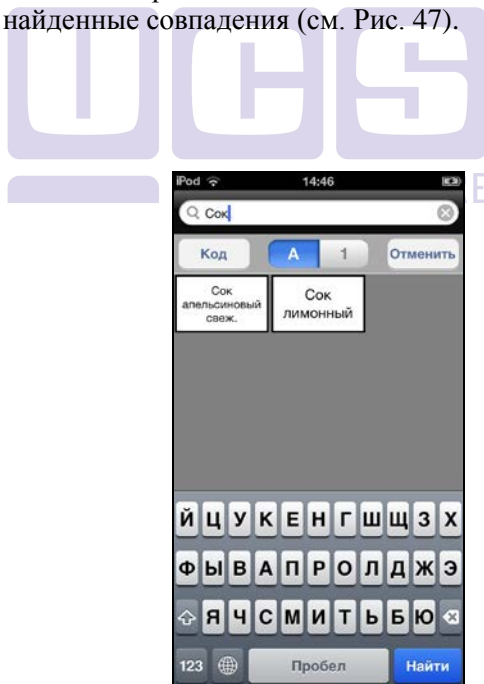 найденные совпадения (см. Рис. 47).
UCS
iPod 14:46
Сок
Код А 1 Отменить
Сок
апельсиновый
свеж.
Сок
лимонный
Й Ц У К Е Н Г Ш Щ З Х
Ф Ы В А П Р О Л Д Ж Э
Я Ч С М И Т Ь Б Ю
123 Пробел Найти